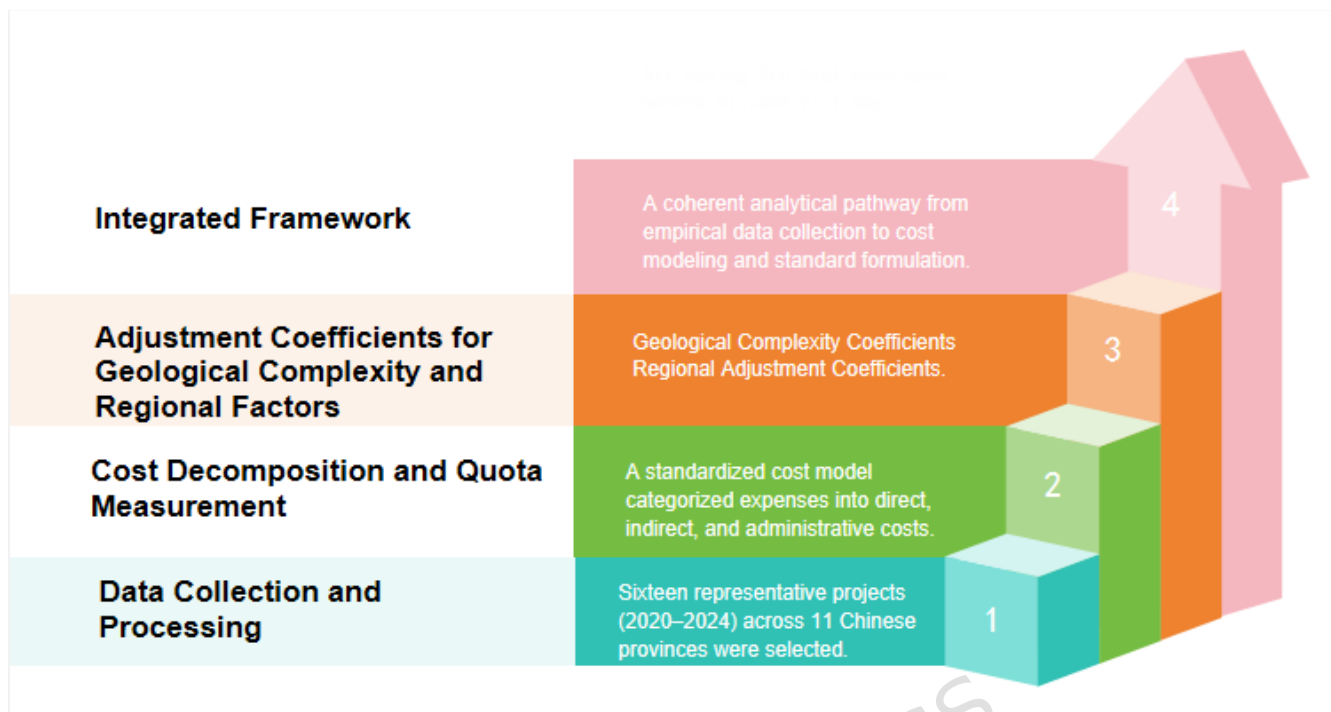 Integrated Framework
A coherent analytical pathway from
empirical data collection to cost
modeling and standard formulation.
4
Adjustment Coefficients for
Geological Complexity and
Regional Factors
Geological Complexity Coefficients
Regional Adjustment Coefficients.
3
Cost Decomposition and Quota
Measurement
A standardized cost model
categorized expenses into direct,
indirect, and administrative costs.
2
Data Collection and
Processing
Sixteen representative projects
(2020–2024) across 11 Chinese
provinces were selected.
1